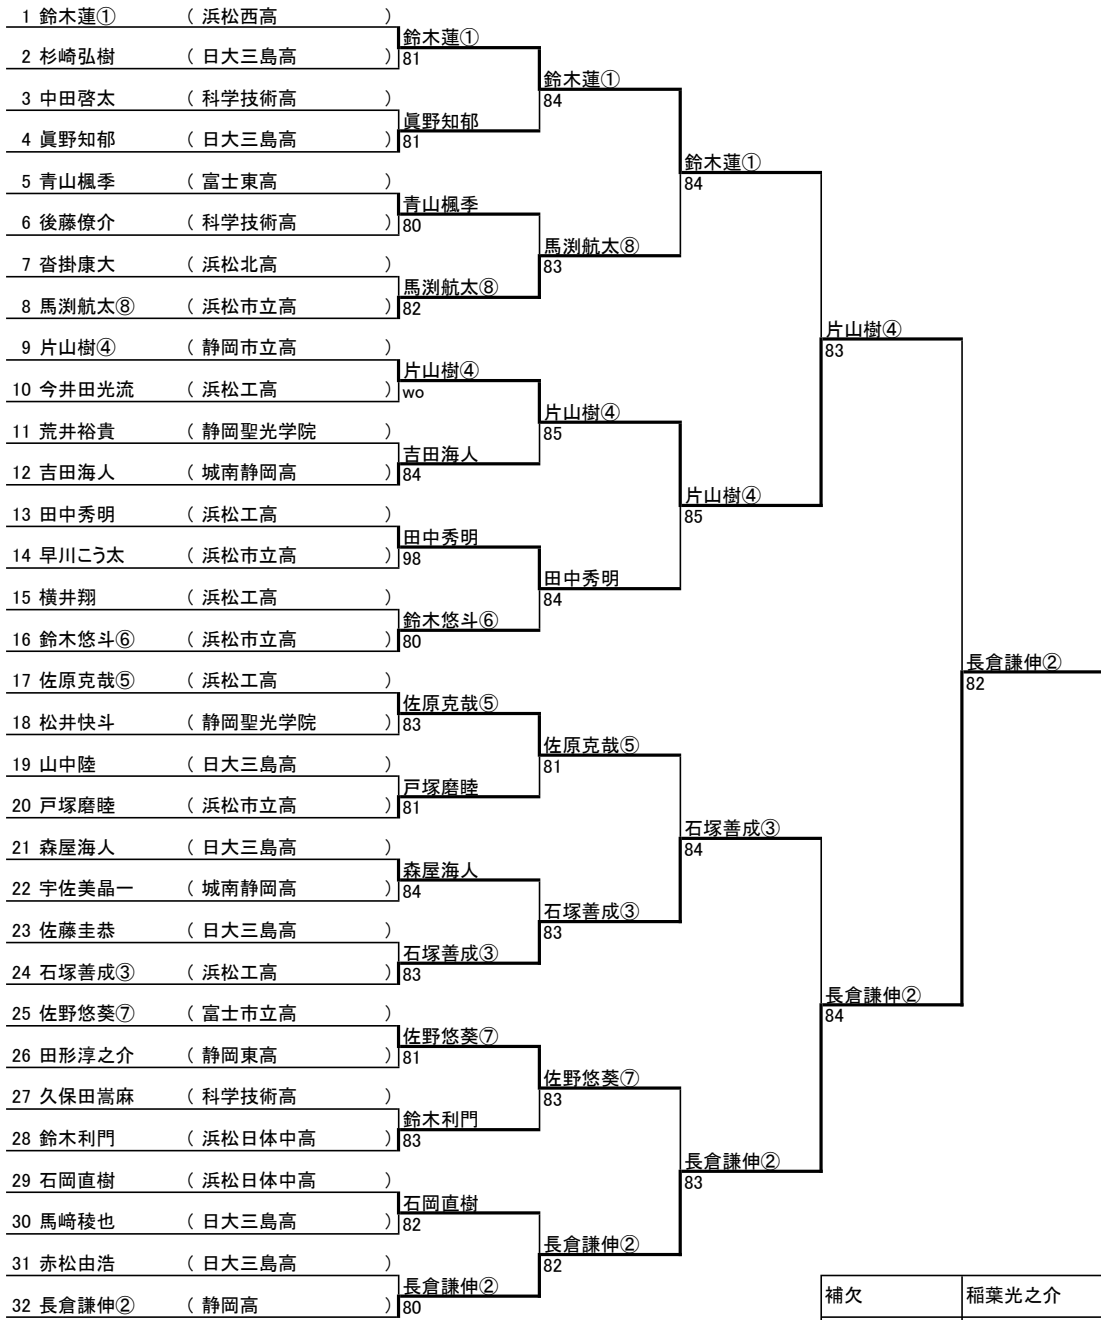 1 鈴木蓮① ( 浜松西高 )
2 杉崎弘樹 ( 日大三島高 )
3 中田啓太 ( 科学技術高 )
4 眞野知郁 ( 日大三島高 )
5 青山楓季 ( 富士東高 )
6 後藤僚介 ( 科学技術高 )
7 沓掛康大 ( 浜松北高 )
8 馬渕航太⑧ ( 浜松市立高 )
9 片山樹④ ( 静岡市立高 )
10 今井田光流 ( 浜松工高 )
11 荒井裕貴 ( 静岡聖光学院 )
12 吉田海人 ( 城南静岡高 )
13 田中秀明 ( 浜松工高 )
14 早川こう太 ( 浜松市立高 )
15 横井翔 ( 浜松工高 )
16 鈴木悠斗⑥ ( 浜松市立高 )
17 佐原克哉⑤ ( 浜松工高 )
18 松井快斗 ( 静岡聖光学院 )
19 山中陸 ( 日大三島高 )
20 戸塚磨睦 ( 浜松市立高 )
21 森屋海人 ( 日大三島高 )
22 宇佐美晶一 ( 城南静岡高 )
23 佐藤圭恭 ( 日大三島高 )
24 石塚善成③ ( 浜松工高 )
25 佐野悠葵⑦ ( 富士市立高 )
26 田形淳之介 ( 静岡東高 )
27 久保田嵩麻 ( 科学技術高 )
28 鈴木利門 ( 浜松日体中高 )
29 石岡直樹 ( 浜松日体中高 )
30 馬﨑稜也 ( 日大三島高 )
31 赤松由浩 ( 日大三島高 )
32 長倉謙伸② ( 静岡高 )
鈴木蓮①
81
眞野知郁
81
青山楓季
80
馬渕航太⑧
82
片山樹④
wo
吉田海人
84
田中秀明
98
鈴木悠斗⑥
80
佐原克哉⑤
83
戸塚磨睦
81
森屋海人
84
石塚善成③
83
佐野悠葵⑦
81
鈴木利門
83
石岡直樹
82
長倉謙伸②
80
鈴木蓮①
84
馬渕航太⑧
83
片山樹④
85
田中秀明
84
佐原克哉⑤
81
石塚善成③
83
佐野悠葵⑦
83
長倉謙伸②
82
鈴木蓮①
84
片山樹④
85
石塚善成③
84
長倉謙伸②
83
片山樹④
83
長倉謙伸②
84
長倉謙伸②
82
補欠 稲葉光之介